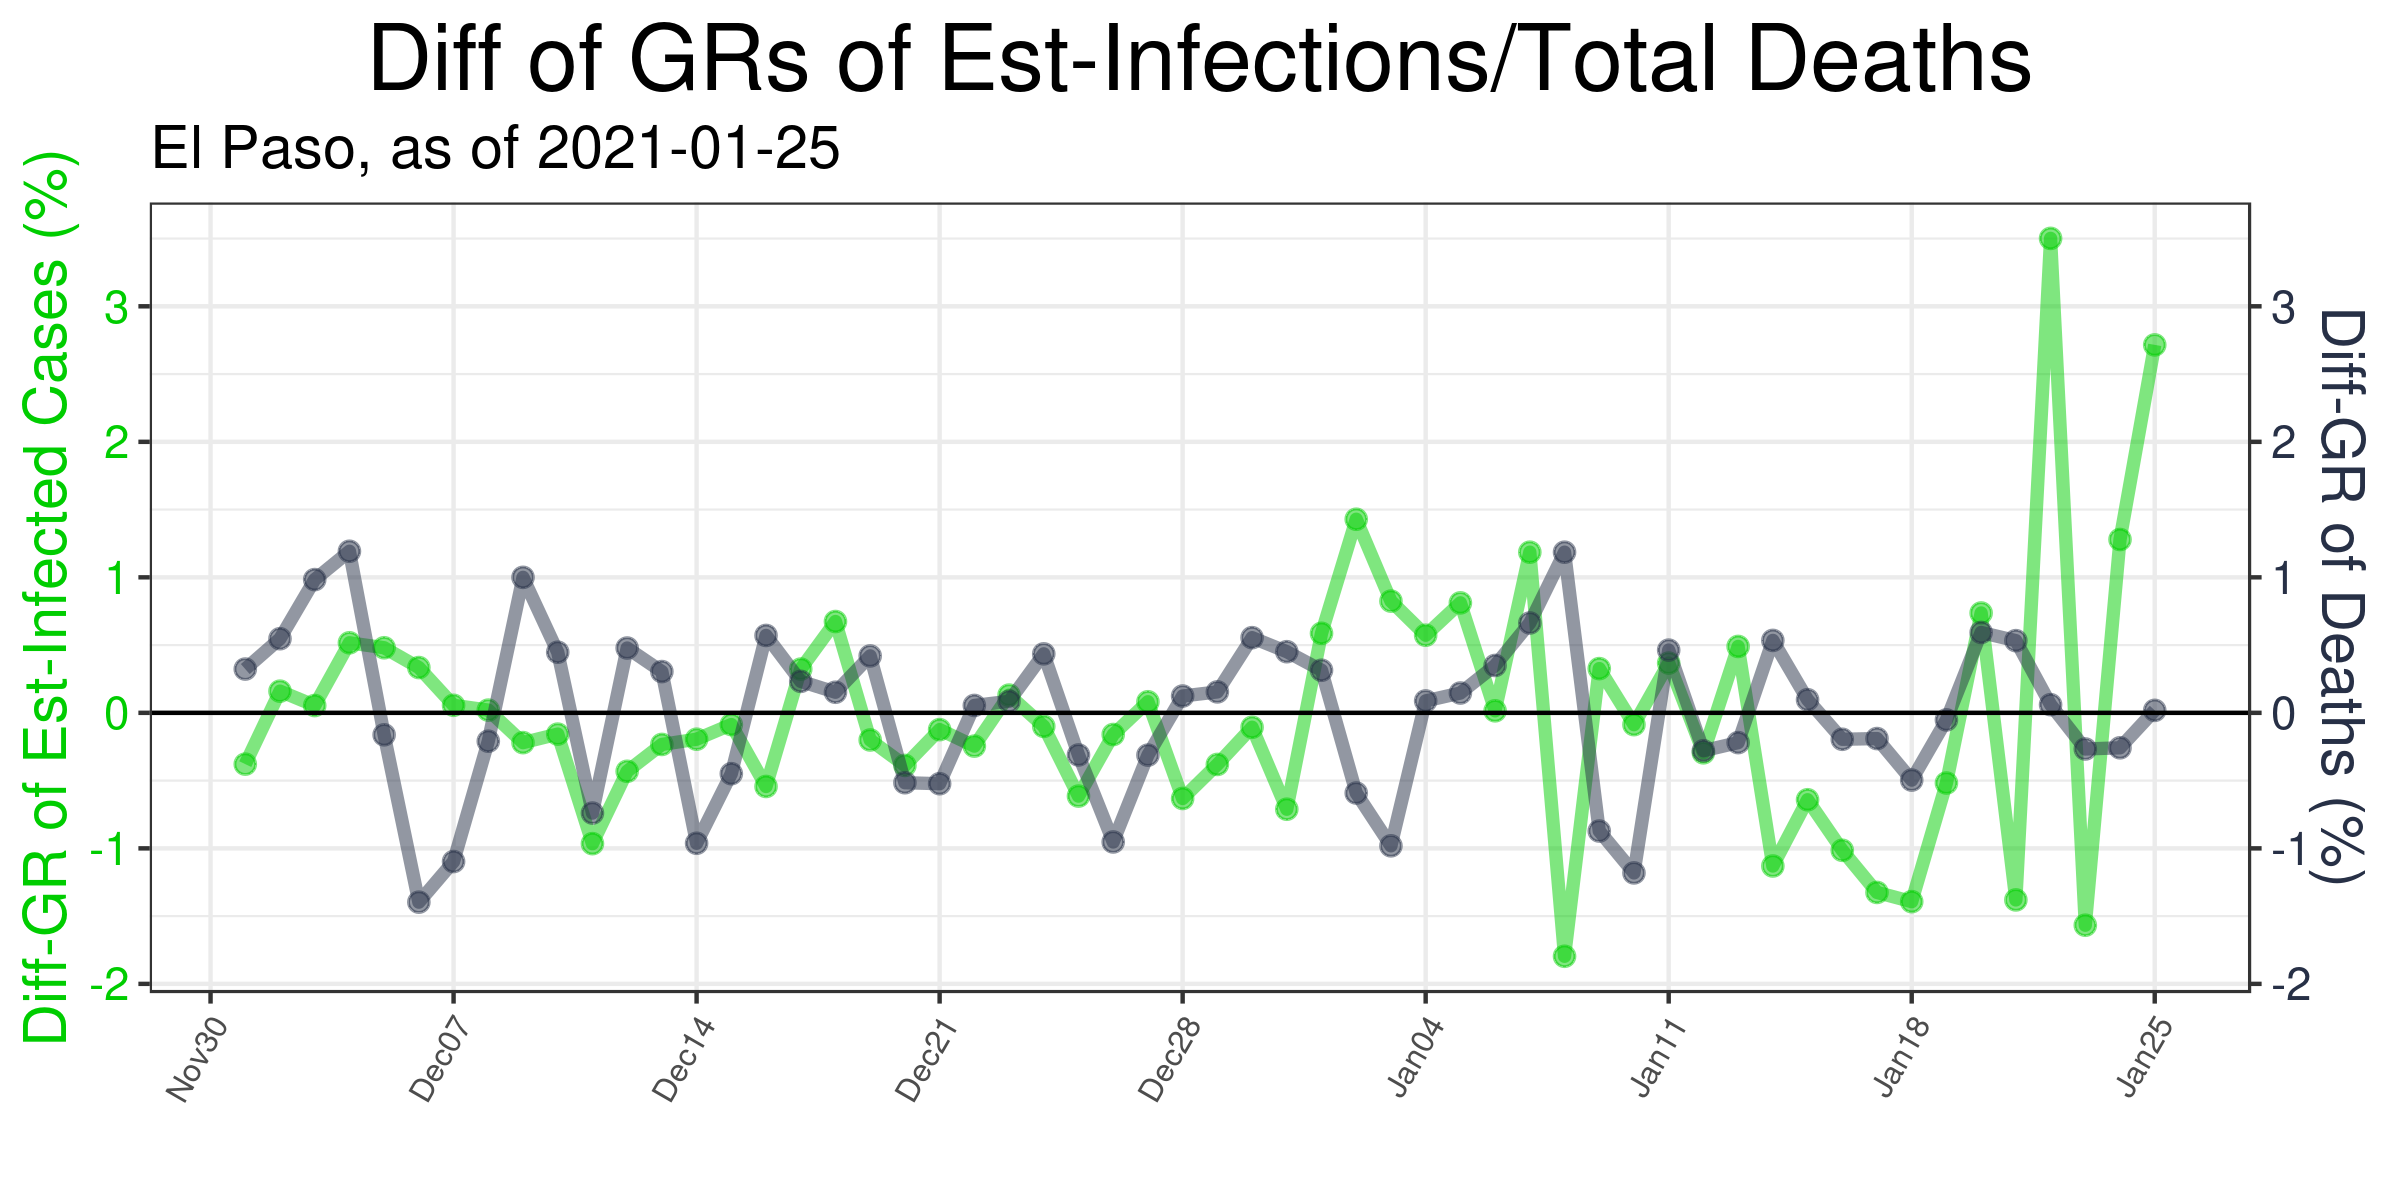 Diff of GRs of Est-Infections/Total Deaths
El Paso, as of 2021-01-25
Diff-GR of Est-Infected Cases (%)
3
2
1
0
-1
-2
3
2
1
0
-1
-2
Diff-GR of Deaths (%)
Nov30
Dec07
Dec14
Dec21
Dec28
Jan04
Jan11
Jan18
Jan25